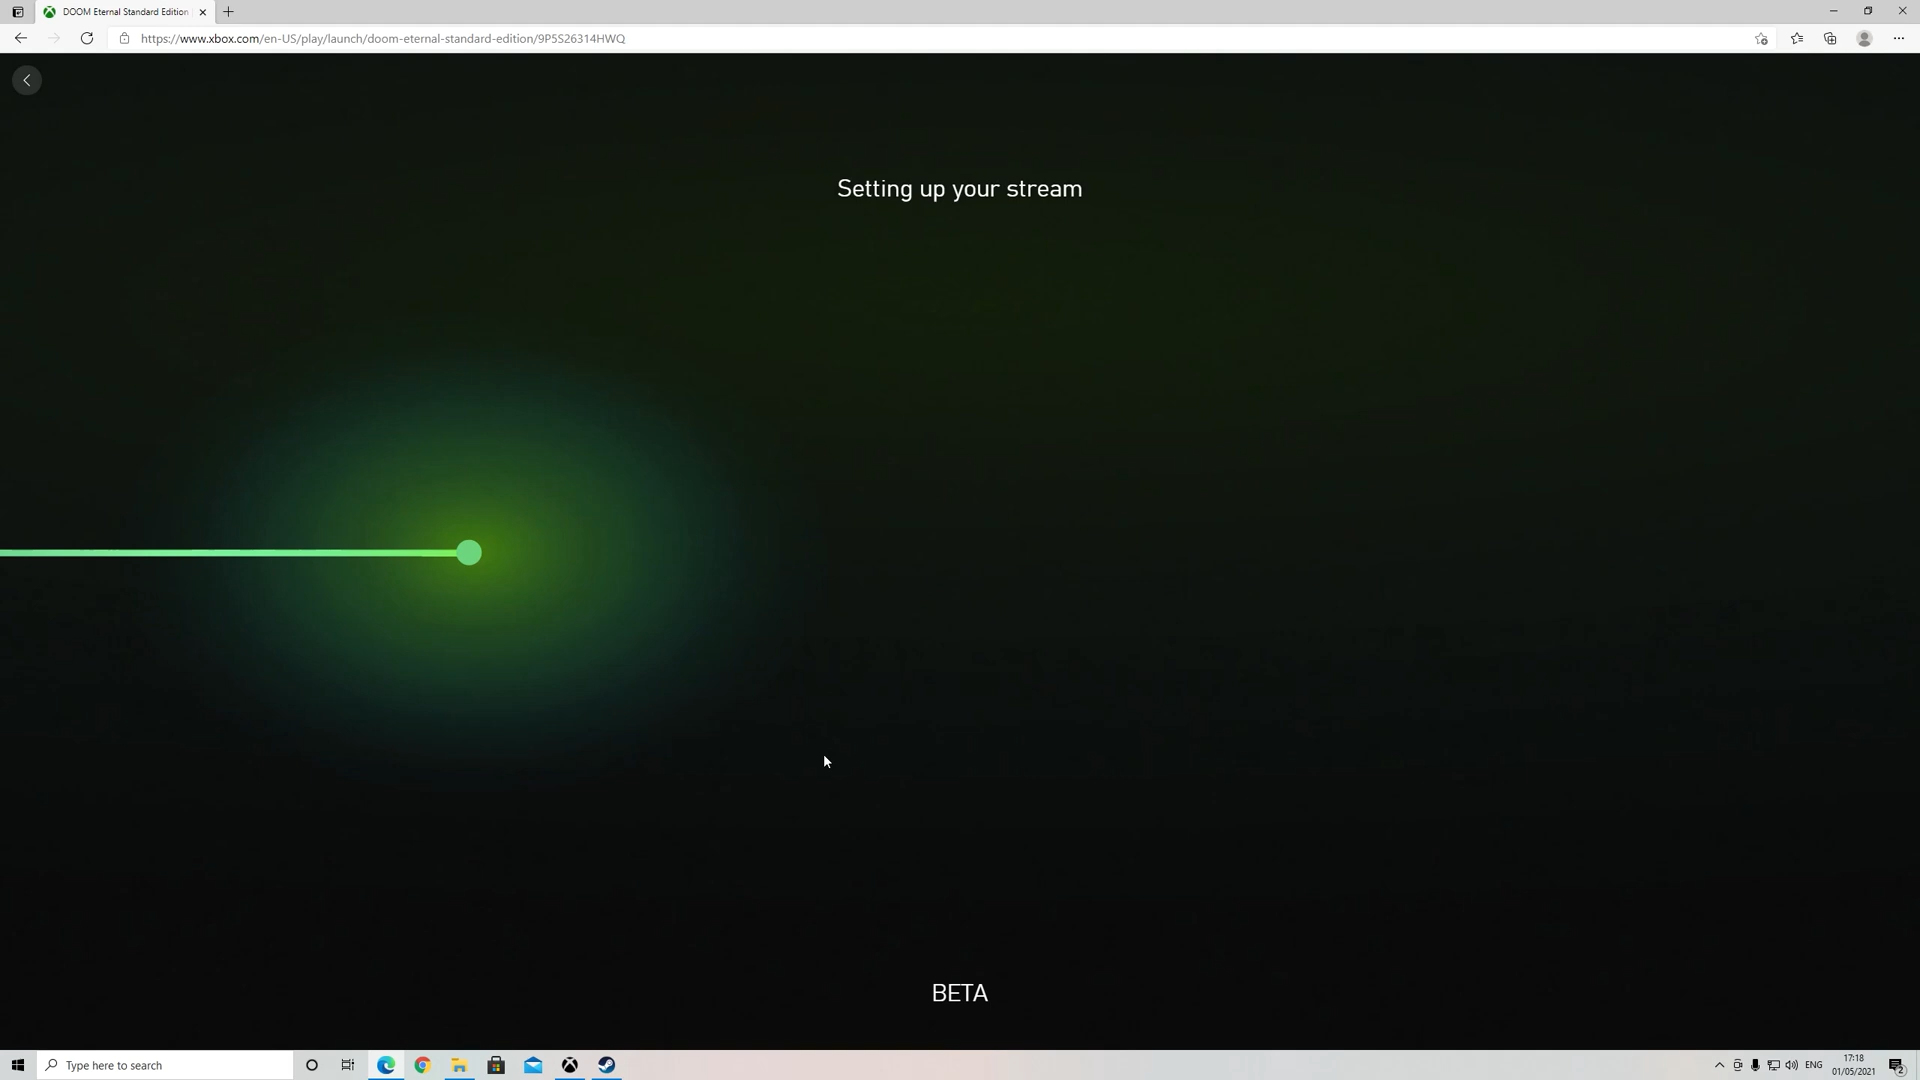 DOOM Eternal Standard Edition
https://www.xbox.com/en-US/play/launch/doom-eternal-standard-edition/9P5S26314HWQ
Setting up your stream
BETA
Type here to search
ENG
17:18
01/05/2021
2